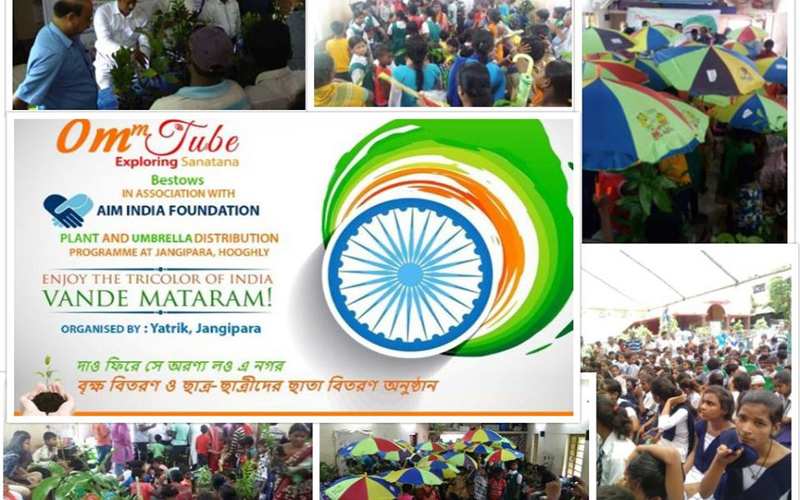 Omm Tube
Exploring Sanatana
Bestows
IN ASSOCIATION WITH
AIM INDIA FOUNDATION
PLANT AND UMBRELLA DISTRIBUTION
PROGRAMME AT JANGIPARA, HOOGHLY
ENJOY THE TRICOLOR OF INDIA
VANDE MATARAM!
ORGANISED BY : Yatrik, Jangipara
দাও ফিরে সে অরণ্য লও এ নগর
বৃক্ষ বিতরণ ও ছাত্র-ছাত্রীদের ছাতা বিতরণ অনুষ্ঠান